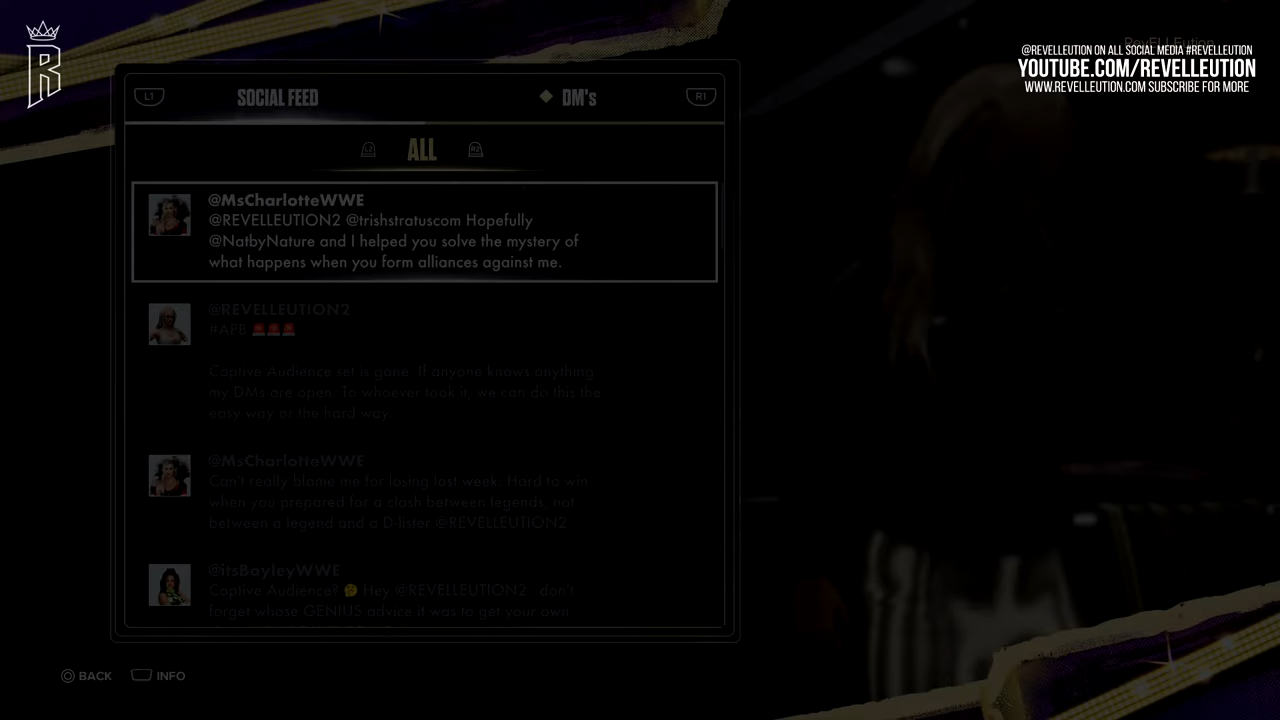 R
RevELLEution
@REVELLEUTION ON ALL SOCIAL MEDIA #REVELLEUTION
YOUTUBE.COM/REVELLEUTION
WWW.REVELLEUTION.COM SUBSCRIBE FOR MORE
L1 SOCIAL FEED DM's R1
L2 ALL R2
@MsCharlotteWWE
@REVELLEUTION2 @trishstratuscom Hopefully
@NatbyNature and I helped you solve the mystery of
what happens when you form alliances against me.
@REVELLEUTION2
#APB 🚨🚨🚨
Captive Audience set is gone. If anyone knows anything
my DMs are open. To whoever took it, we can do this the
easy way or the hard way.
@MsCharlotteWWE
Can't really blame me for losing last week. Hard to win
when you prepared for a clash between legends, not
between a legend and a D-lister @REVELLEUTION2
@itsBayleyWWE
Captive Audience? 🤔 Hey @REVELLEUTION2 don't
forget whose GENIUS advice it was to get your own
BACK INFO